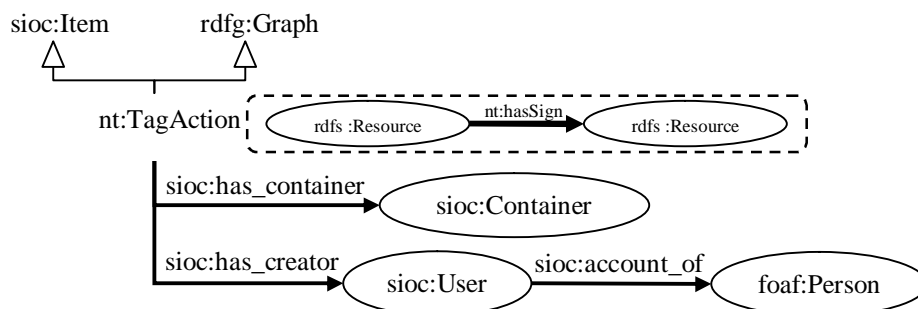 sioc:Item rdfg:Graph
nt:TagAction
rdfs :Resource nt:hasSign rdfs :Resource
sioc:has_container
sioc:Container
sioc:has_creator
sioc:User
sioc:account_of
foaf:Person